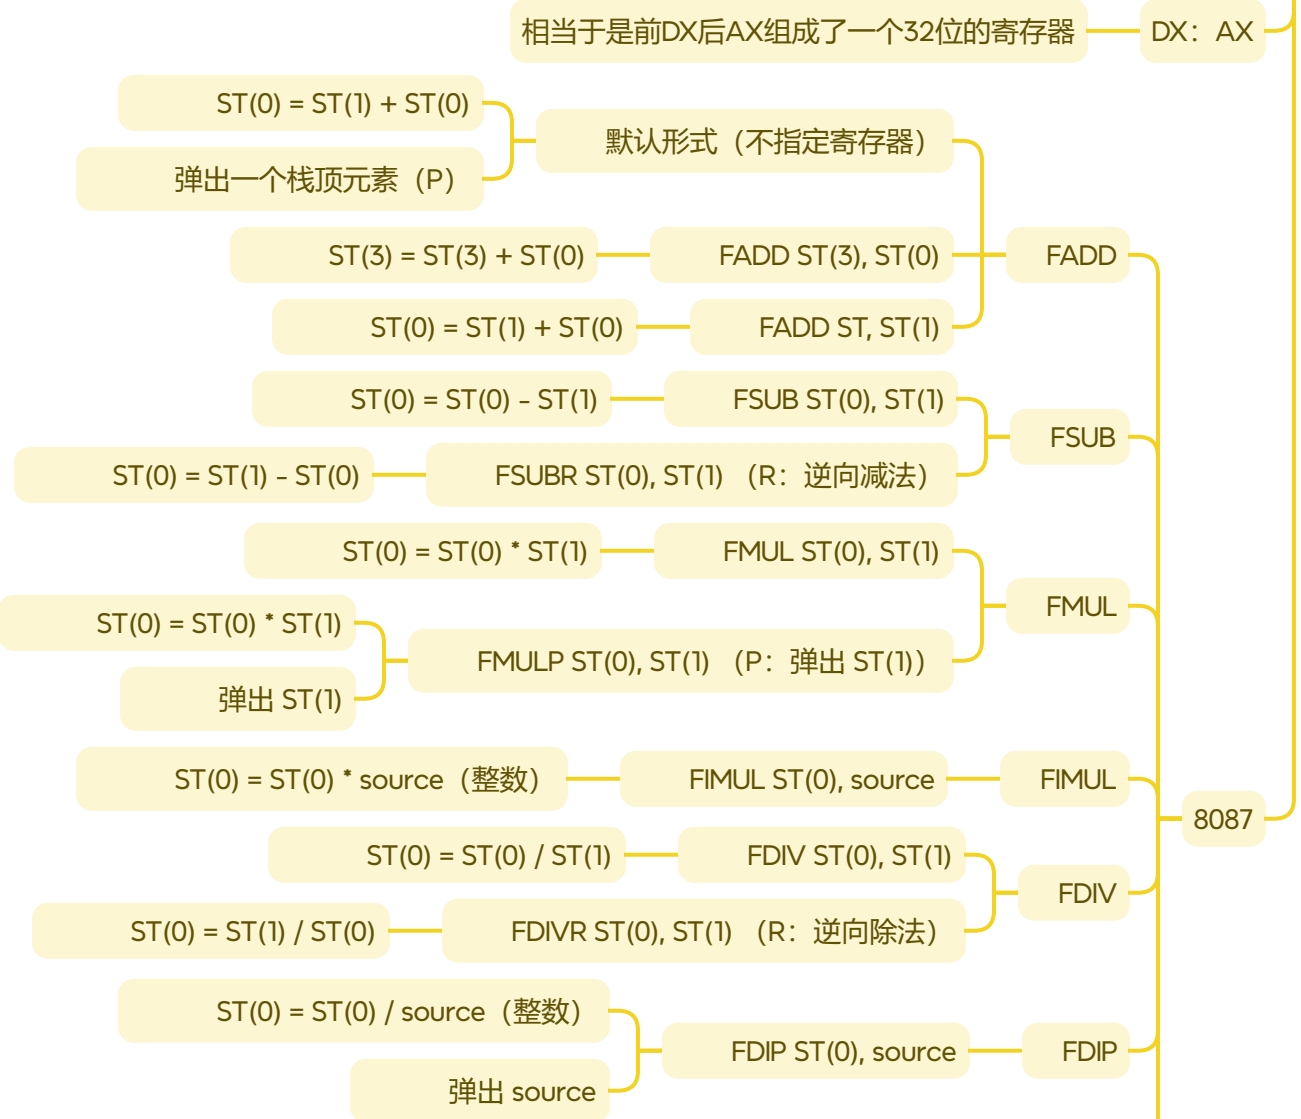 相当于是前DX后AX组成了一个32位的寄存器
DX：AX
ST(0) = ST(1) + ST(0)
弹出一个栈顶元素（P）
默认形式（不指定寄存器）
ST(3) = ST(3) + ST(0)
FADD ST(3), ST(0)
FADD
ST(0) = ST(1) + ST(0)
FADD ST, ST(1)
ST(0) = ST(0) - ST(1)
FSUB ST(0), ST(1)
FSUB
ST(0) = ST(1) - ST(0)
FSUBR ST(0), ST(1) （R：逆向减法）
ST(0) = ST(0) * ST(1)
FMUL ST(0), ST(1)
FMUL
ST(0) = ST(0) * ST(1)
弹出 ST(1)
FMULP ST(0), ST(1) （P：弹出 ST(1)）
ST(0) = ST(0) * source（整数）
FIMUL ST(0), source
FIMUL
8087
ST(0) = ST(0) / ST(1)
FDIV ST(0), ST(1)
FDIV
ST(0) = ST(1) / ST(0)
FDIVR ST(0), ST(1) （R：逆向除法）
ST(0) = ST(0) / source（整数）
弹出 source
FDIP ST(0), source
FDIP